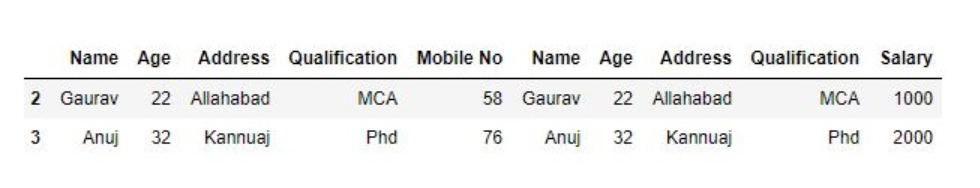 Name Age Address Qualification Mobile No Name Age Address Qualification Salary
2 Gaurav 22 Allahabad MCA 58 Gaurav 22 Allahabad MCA 1000
3 Anuj 32 Kannuaj Phd 76 Anuj 32 Kannuaj Phd 2000